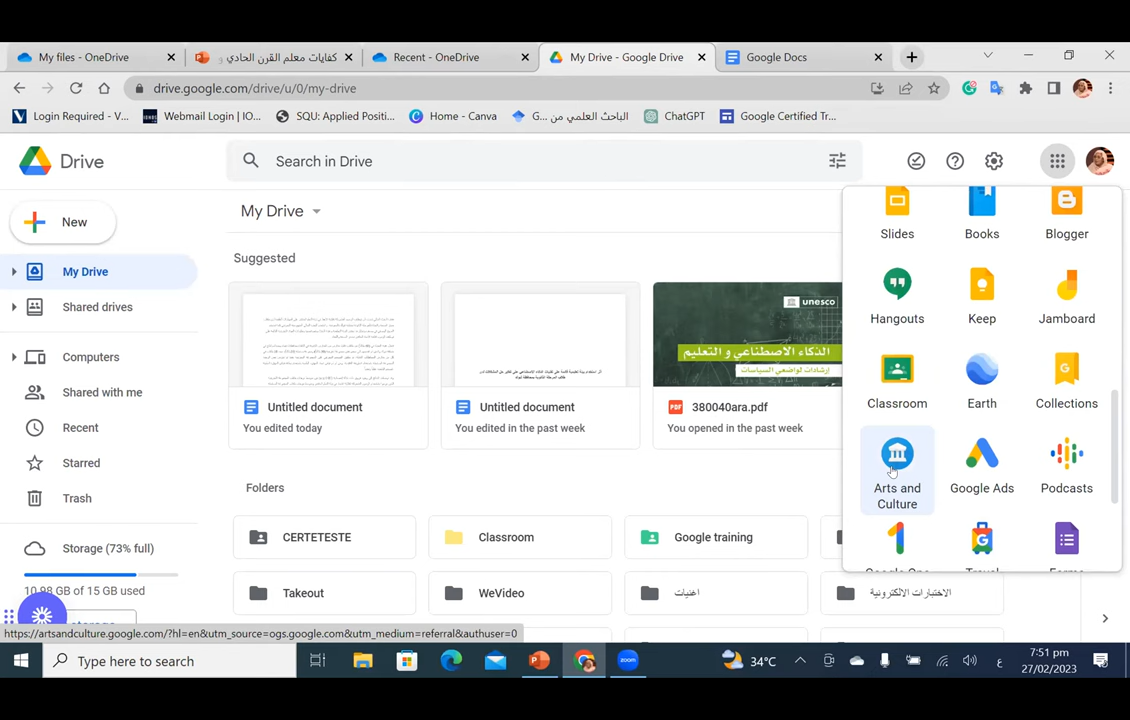 My files - OneDrive
كفايات معلم القرن الحادي و
Recent - OneDrive
My Drive - Google Drive
Google Docs
drive.google.com/drive/u/0/my-drive
Login Required - V...
Webmail Login | IO...
SQU: Applied Positi...
Home - Canva
الباحث العلمي من G...
ChatGPT
Google Certified Tr...
Drive
Search in Drive
New
My Drive
Shared drives
Computers
Shared with me
Recent
Starred
Trash
Storage (73% full)
10.98 GB of 15 GB used
My Drive
Suggested
unesco
الذكاء الاصطناعي و التعليم
إرشادات لواضعي السياسات
Untitled document
You edited today
Untitled document
You edited in the past week
380040ara.pdf
You opened in the past week
Folders
CERTETESTE
Classroom
Google training
Takeout
WeVideo
اغنيات
الاختبارات الالكترونية
Slides
Books
Blogger
Hangouts
Keep
Jamboard
Classroom
Earth
Collections
Arts and
Culture
Google Ads
Podcasts
Google One
Travel
Forms
https://artsandculture.google.com/?hl=en&utm_source=ogs.google.com&utm_medium=referral&authuser=0
Type here to search
34°C
ع
7:51 pm
27/02/2023